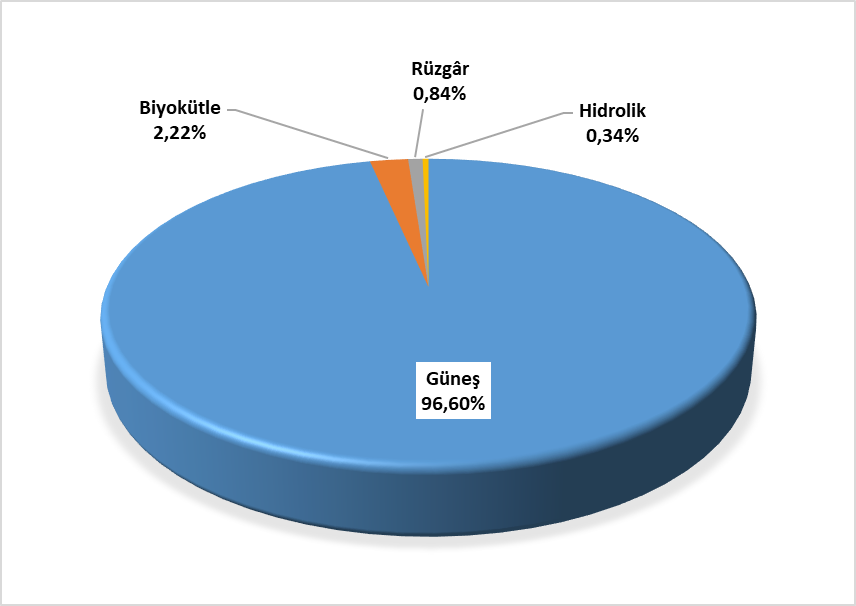 Rüzgâr
0,84%
Biyokütle
2,22%
Hidrolik
0,34%
Güneş
96,60%